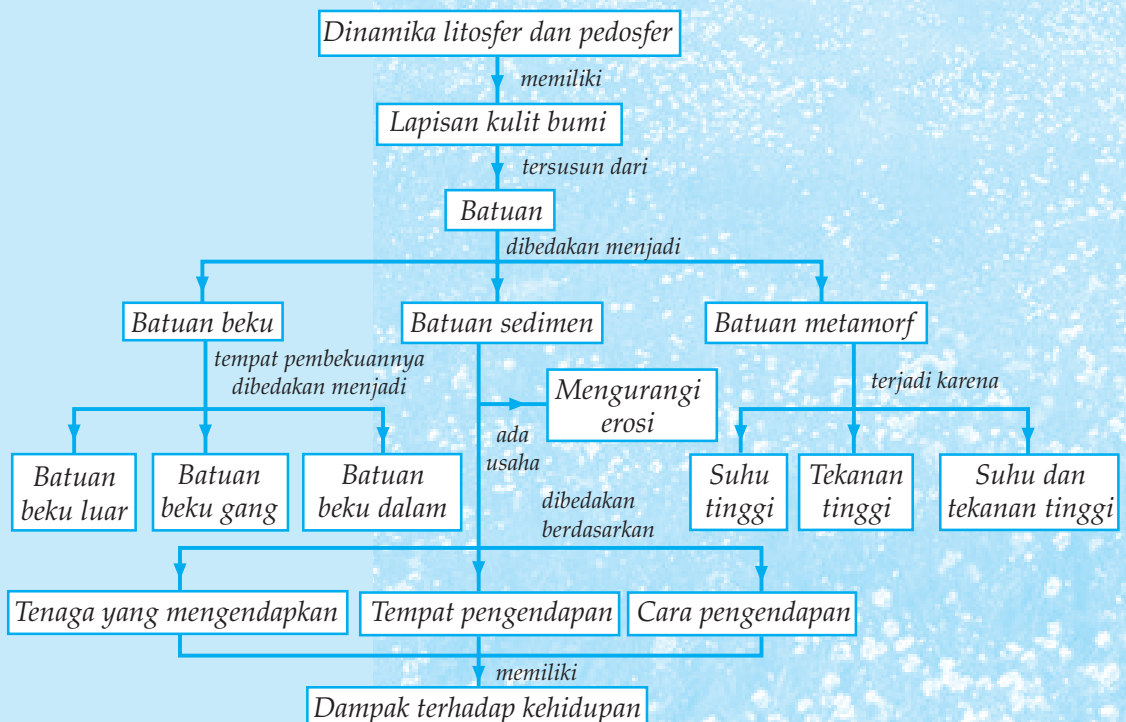 Dinamika litosfer dan pedosfer
memiliki
Lapisan kulit bumi
tersusun dari
Batuan
dibedakan menjadi
Batuan beku
Batuan sedimen
Batuan metamorf
tempat pembekuannya
dibedakan menjadi
terjadi karena
Mengurangi
erosi
ada
usaha
Batuan
beku luar
Batuan
beku gang
Batuan
beku dalam
Suhu
tinggi
Tekanan
tinggi
Suhu dan
tekanan tinggi
dibedakan
berdasarkan
Tenaga yang mengendapkan
Tempat pengendapan
Cara pengendapan
memiliki
Dampak terhadap kehidupan